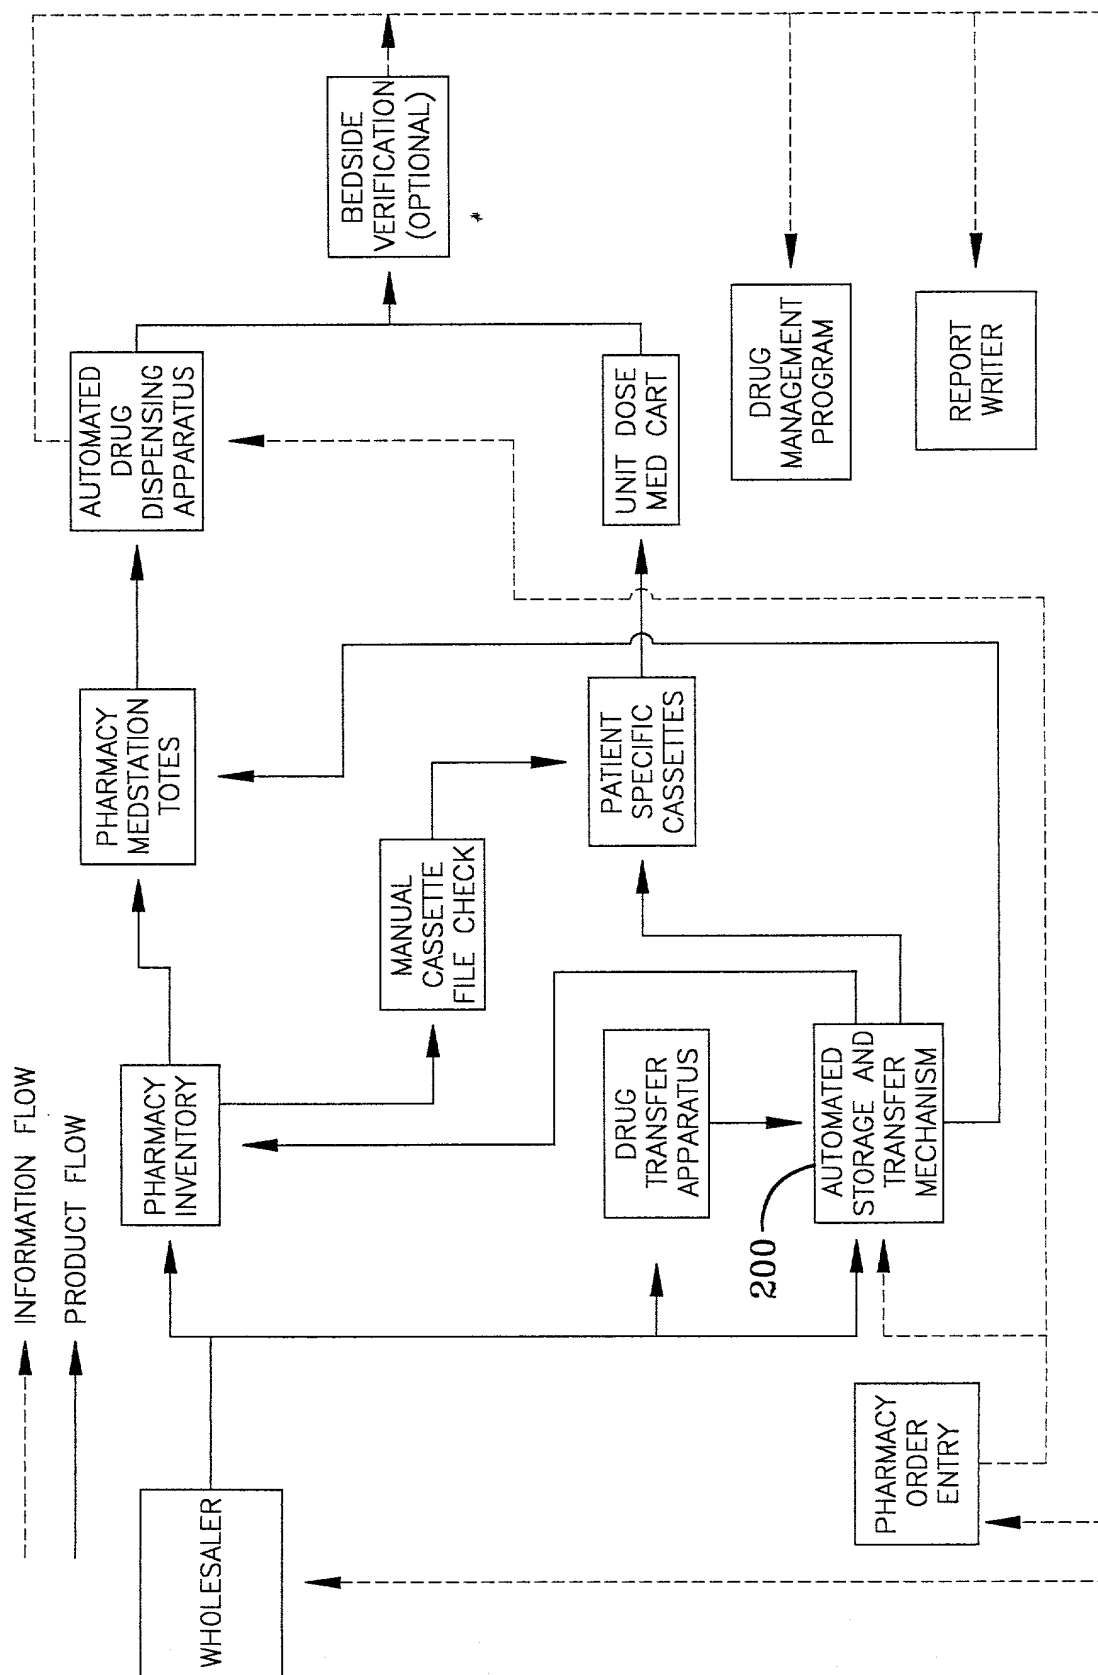 INFORMATION FLOW
PRODUCT FLOW
WHOLESALER
PHARMACY
INVENTORY
PHARMACY
MEDSTATION
TOTES
AUTOMATED
DRUG
DISPENSING
APPARATUS
BEDSIDE
VERIFICATION
(OPTIONAL)
MANUAL
CASSETTE
FILE CHECK
DRUG
TRANSFER
APPARATUS
PATIENT
SPECIFIC
CASSETTES
UNIT DOSE
MED CART
200
AUTOMATED
STORAGE AND
TRANSFER
MECHANISM
PHARMACY
ORDER
ENTRY
DRUG
MANAGEMENT
PROGRAM
REPORT
WRITER